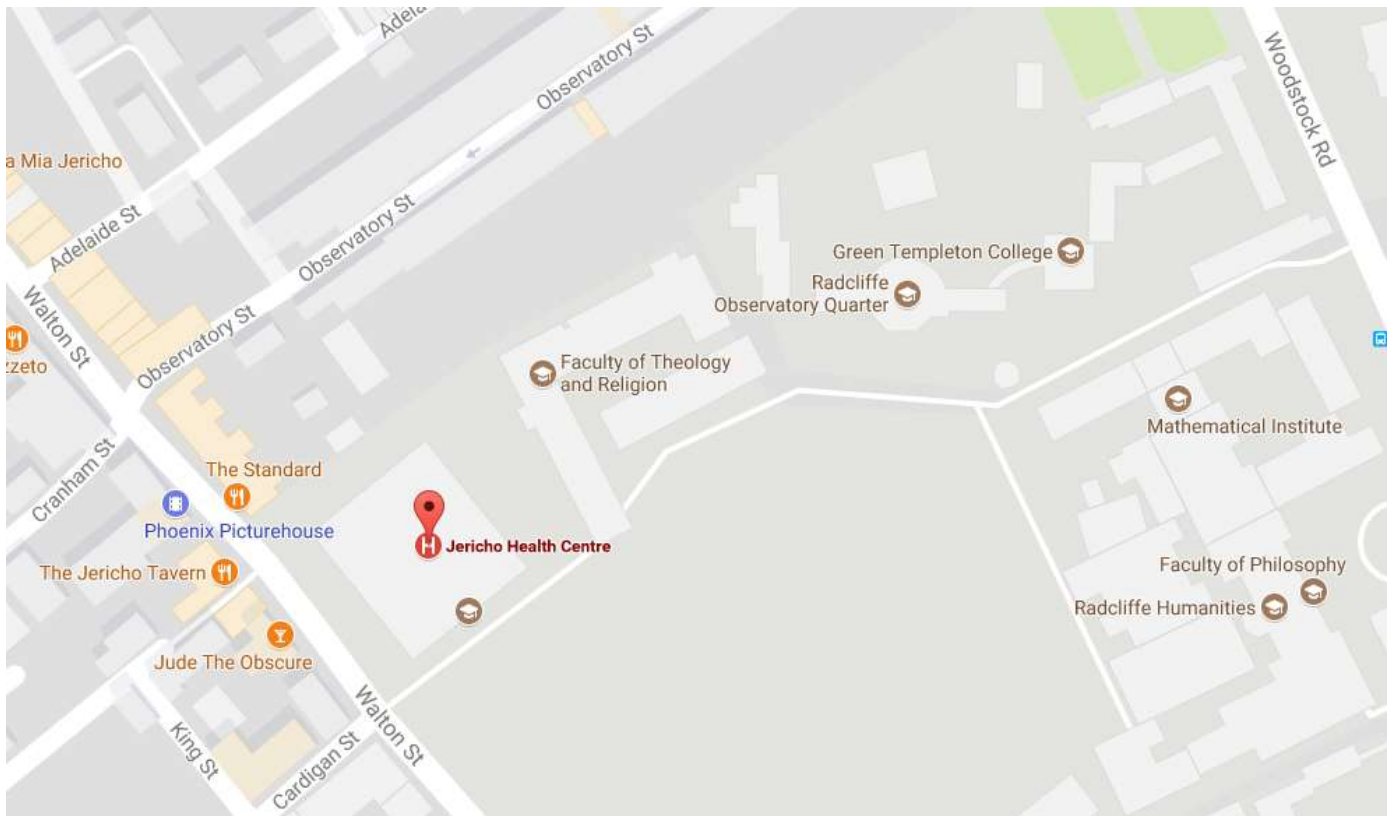 Adela
Observatory St
Woodstock Rd
a Mia Jericho
Adelaide St
Observatory St
Green Templeton College
Radcliffe
Observatory Quarter
Walton St
Observatory St
zzeto
Faculty of Theology
and Religion
Mathematical Institute
Cranham St
The Standard
Phoenix Picturehouse
Jericho Health Centre
The Jericho Tavern
Faculty of Philosophy
Radcliffe Humanities
Jude The Obscure
Walton St
King St
Cardigan St